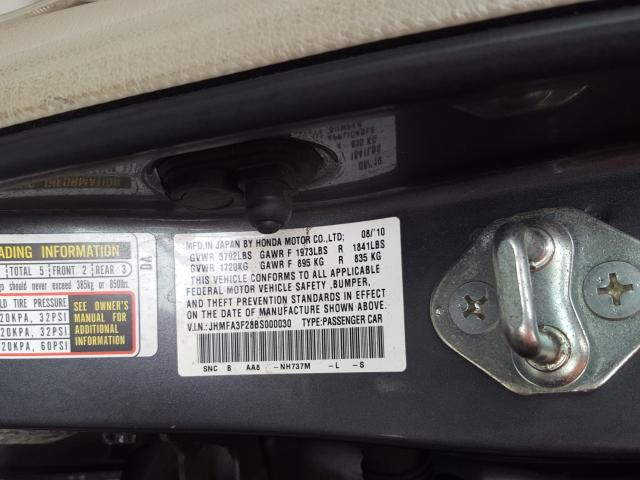 MFD. IN JAPAN BY HONDA MOTOR CO., LTD; 08/'10
GVWR 3792LBS GAWR F 1973LBS R 1841LBS
GVWR 1720KG GAWR F 895 KG R 835 KG
THIS VEHICLE CONFORMS TO ALL APPLICABLE
FEDERAL MOTOR VEHICLE SAFETY , BUMPER,
AND THEFT PREVENTION STANDARDS IN EFFECT
ON THE DATE OF MANUFACTURE SHOWN ABOVE.
V.I.N.: JHMFA3F28BS000030 TYPE: PASSENGER CAR
SNC B AA8 -NH737M -L -S
DA
ADING INFORMATION
TOTAL 5 FRONT 2 REAR 3
go should never exceed 385kg or 850lbs.
LD TIRE PRESSURE
20KPA, 32PSI
20KPA, 32PSI
20KPA, 60PSI
SEE OWNER'S
MANUAL FOR
ADDITIONAL
INFORMATION